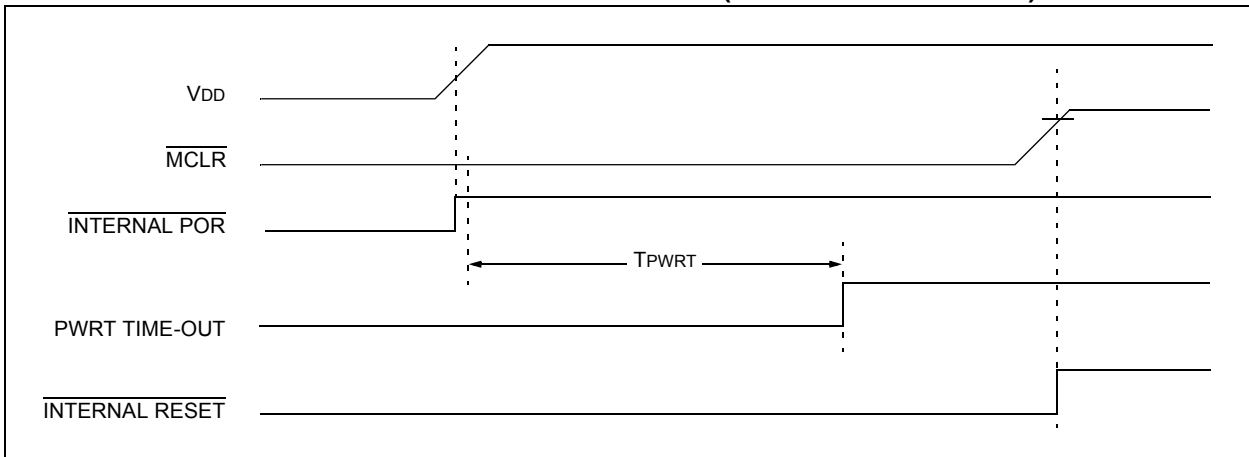 VDD
MCLR
INTERNAL POR
TPWRT
PWRT TIME-OUT
INTERNAL RESET